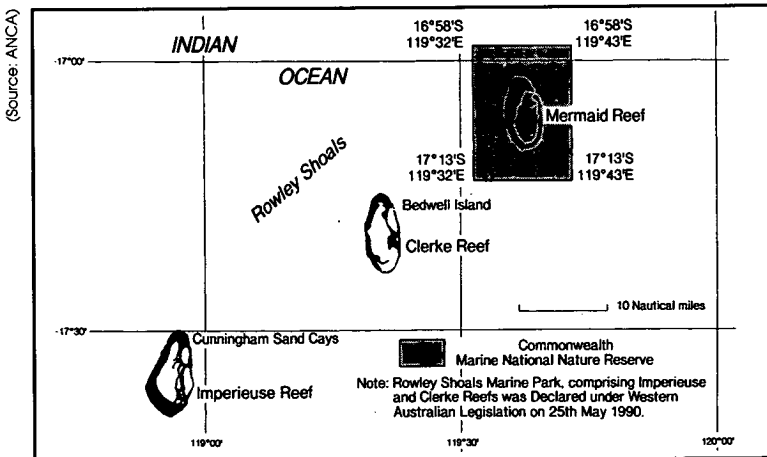 (Source: ANCA)
INDIAN
OCEAN
16°58'S
119°32'E
16°58'S
119°43'E
-17°00'
Mermaid Reef
17°13'S
119°32'E
17°13'S
119°43'E
Rowley Shoals
Bedwell Island
Clerke Reef
10 Nautical miles
-17°30'
Cunningham Sand Cays
Imperieuse Reef
Commonwealth
Marine National Nature Reserve
Note: Rowley Shoals Marine Park, comprising Imperieuse
and Clerke Reefs was Declared under Western
Australian Legislation on 25th May 1990.
119°00'
119°30'
120°00'